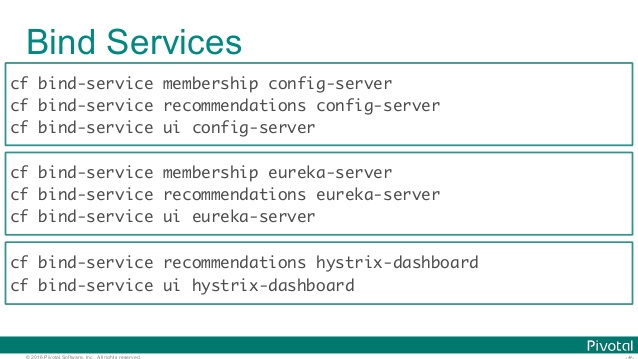 Bind Services
cf bind-service membership config-server
cf bind-service recommendations config-server
cf bind-service ui config-server
cf bind-service membership eureka-server
cf bind-service recommendations eureka-server
cf bind-service ui eureka-server
cf bind-service recommendations hystrix-dashboard
cf bind-service ui hystrix-dashboard
Pivotal
© 2016 Pivotal Software, Inc. All rights reserved.